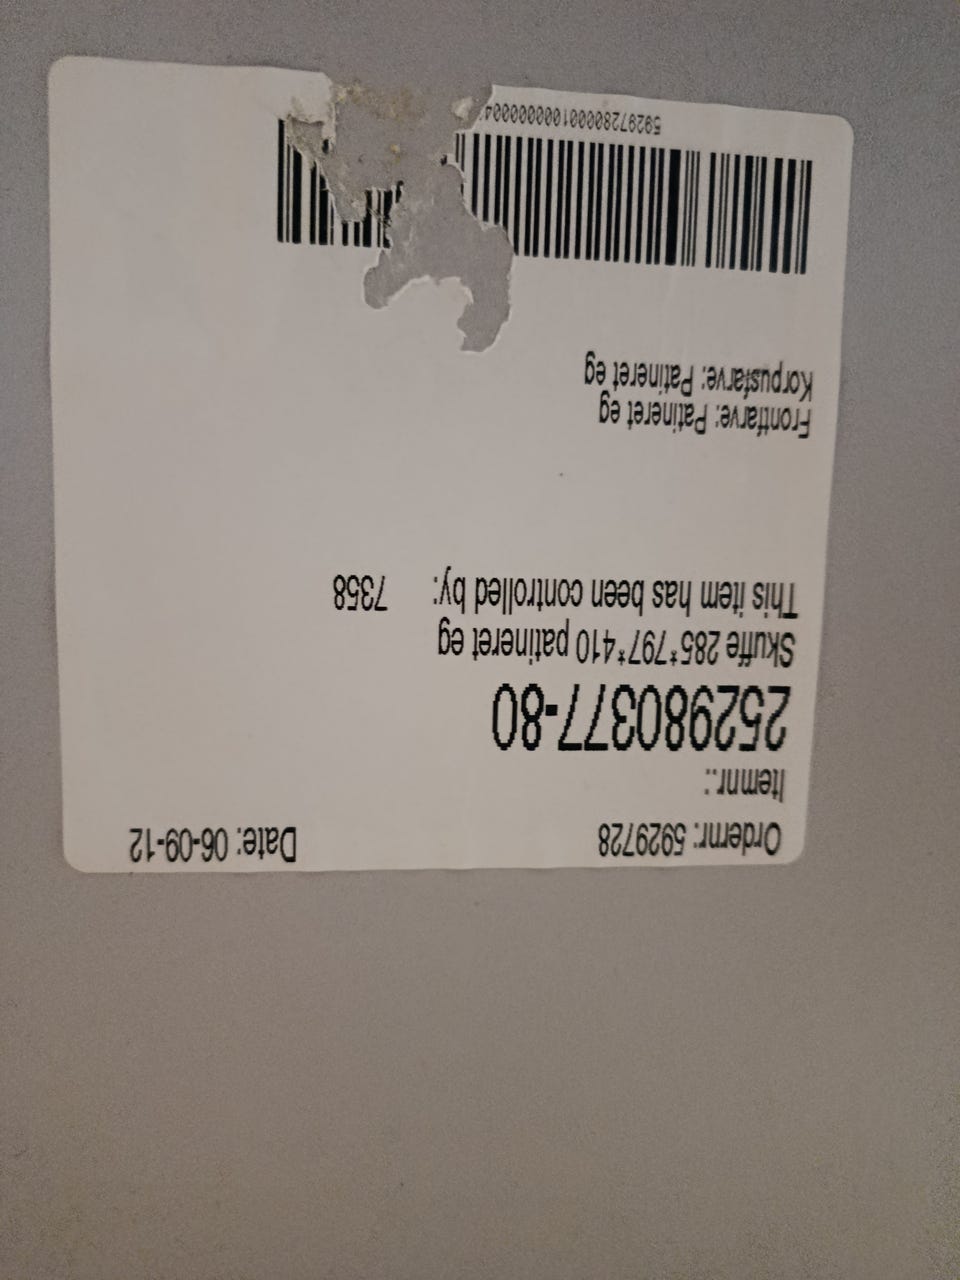 Ordernr: 5929728 Date: 06-09-12
Itemnr.:
252980377-80
Skuffe 285*797*410 patineret eg
This item has been controlled by: 7358
Frontfarve: Patineret eg
Korpusfarve: Patineret eg